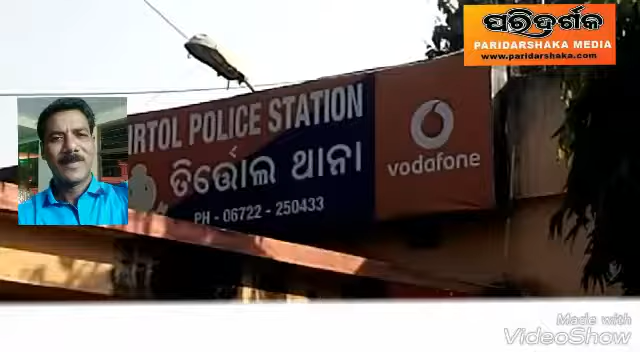 ପରିଦର୍ଶକ
PARIDARSHAKA MEDIA
www.paridarshaka.com
IRTOL POLICE STATION
ତିର୍ତ୍ତୋଲ ଥାନା
PH - 06722 - 250433
vodafone
Made with
VideoShow